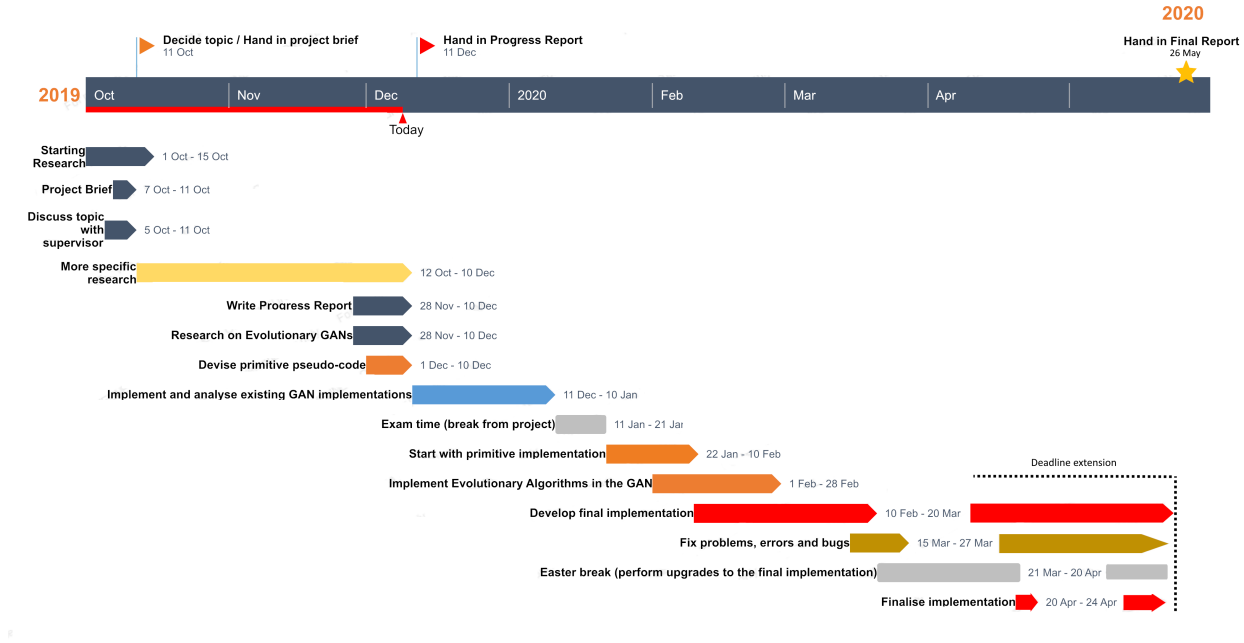 2020
Decide topic / Hand in project brief
11 Oct
Hand in Progress Report
11 Dec
Hand in Final Report
26 May
2019
Oct
Nov
Dec
2020
Feb
Mar
Apr
Today
Starting
Research
1 Oct - 15 Oct
Project Brief
7 Oct - 11 Oct
Discuss topic
with
supervisor
5 Oct - 11 Oct
More specific
research
12 Oct - 10 Dec
Write Progress Report
28 Nov - 10 Dec
Research on Evolutionary GANs
28 Nov - 10 Dec
Devise primitive pseudo-code
1 Dec - 10 Dec
Implement and analyse existing GAN implementations
11 Dec - 10 Jan
Exam time (break from project)
11 Jan - 21 Jan
Start with primitive implementation
22 Jan - 10 Feb
Implement Evolutionary Algorithms in the GAN
1 Feb - 28 Feb
Deadline extension
Develop final implementation
10 Feb - 20 Mar
Fix problems, errors and bugs
15 Mar - 27 Mar
Easter break (perform upgrades to the final implementation)
21 Mar - 20 Apr
Finalise implementation
20 Apr - 24 Apr